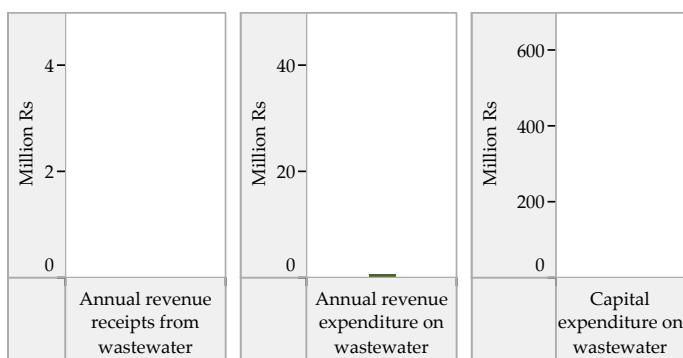 Million Rs
4
2
0
Annual revenue
receipts from
wastewater
Million Rs
40
20
0
Annual revenue
expenditure on
wastewater
Million Rs
600
400
200
0
Capital
expenditure on
wastewater